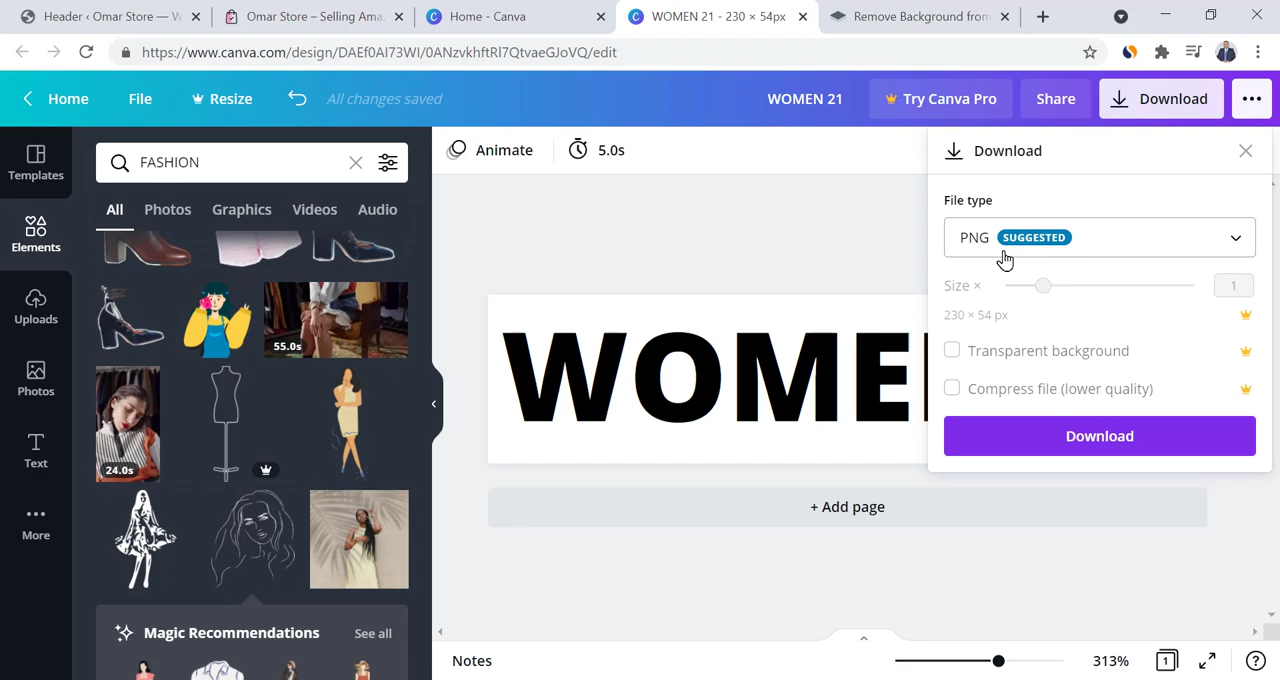 Header ‹ Omar Store — W
Omar Store – Selling Ama
Home - Canva
WOMEN 21 - 230 × 54px
Remove Background from
https://www.canva.com/design/DAEf0AI73WI/0ANzvkhftRl7QtvaeGJoVQ/edit
Home
File
Resize
All changes saved
WOMEN 21
Try Canva Pro
Share
Download
Templates
Elements
Uploads
Photos
Text
More
FASHION
All
Photos
Graphics
Videos
Audio
55.0s
24.0s
Magic Recommendations
See all
Animate
5.0s
WOME
+ Add page
Notes
313%
1
Download
File type
PNG SUGGESTED
Size ×
1
230 × 54 px
Transparent background
Compress file (lower quality)
Download